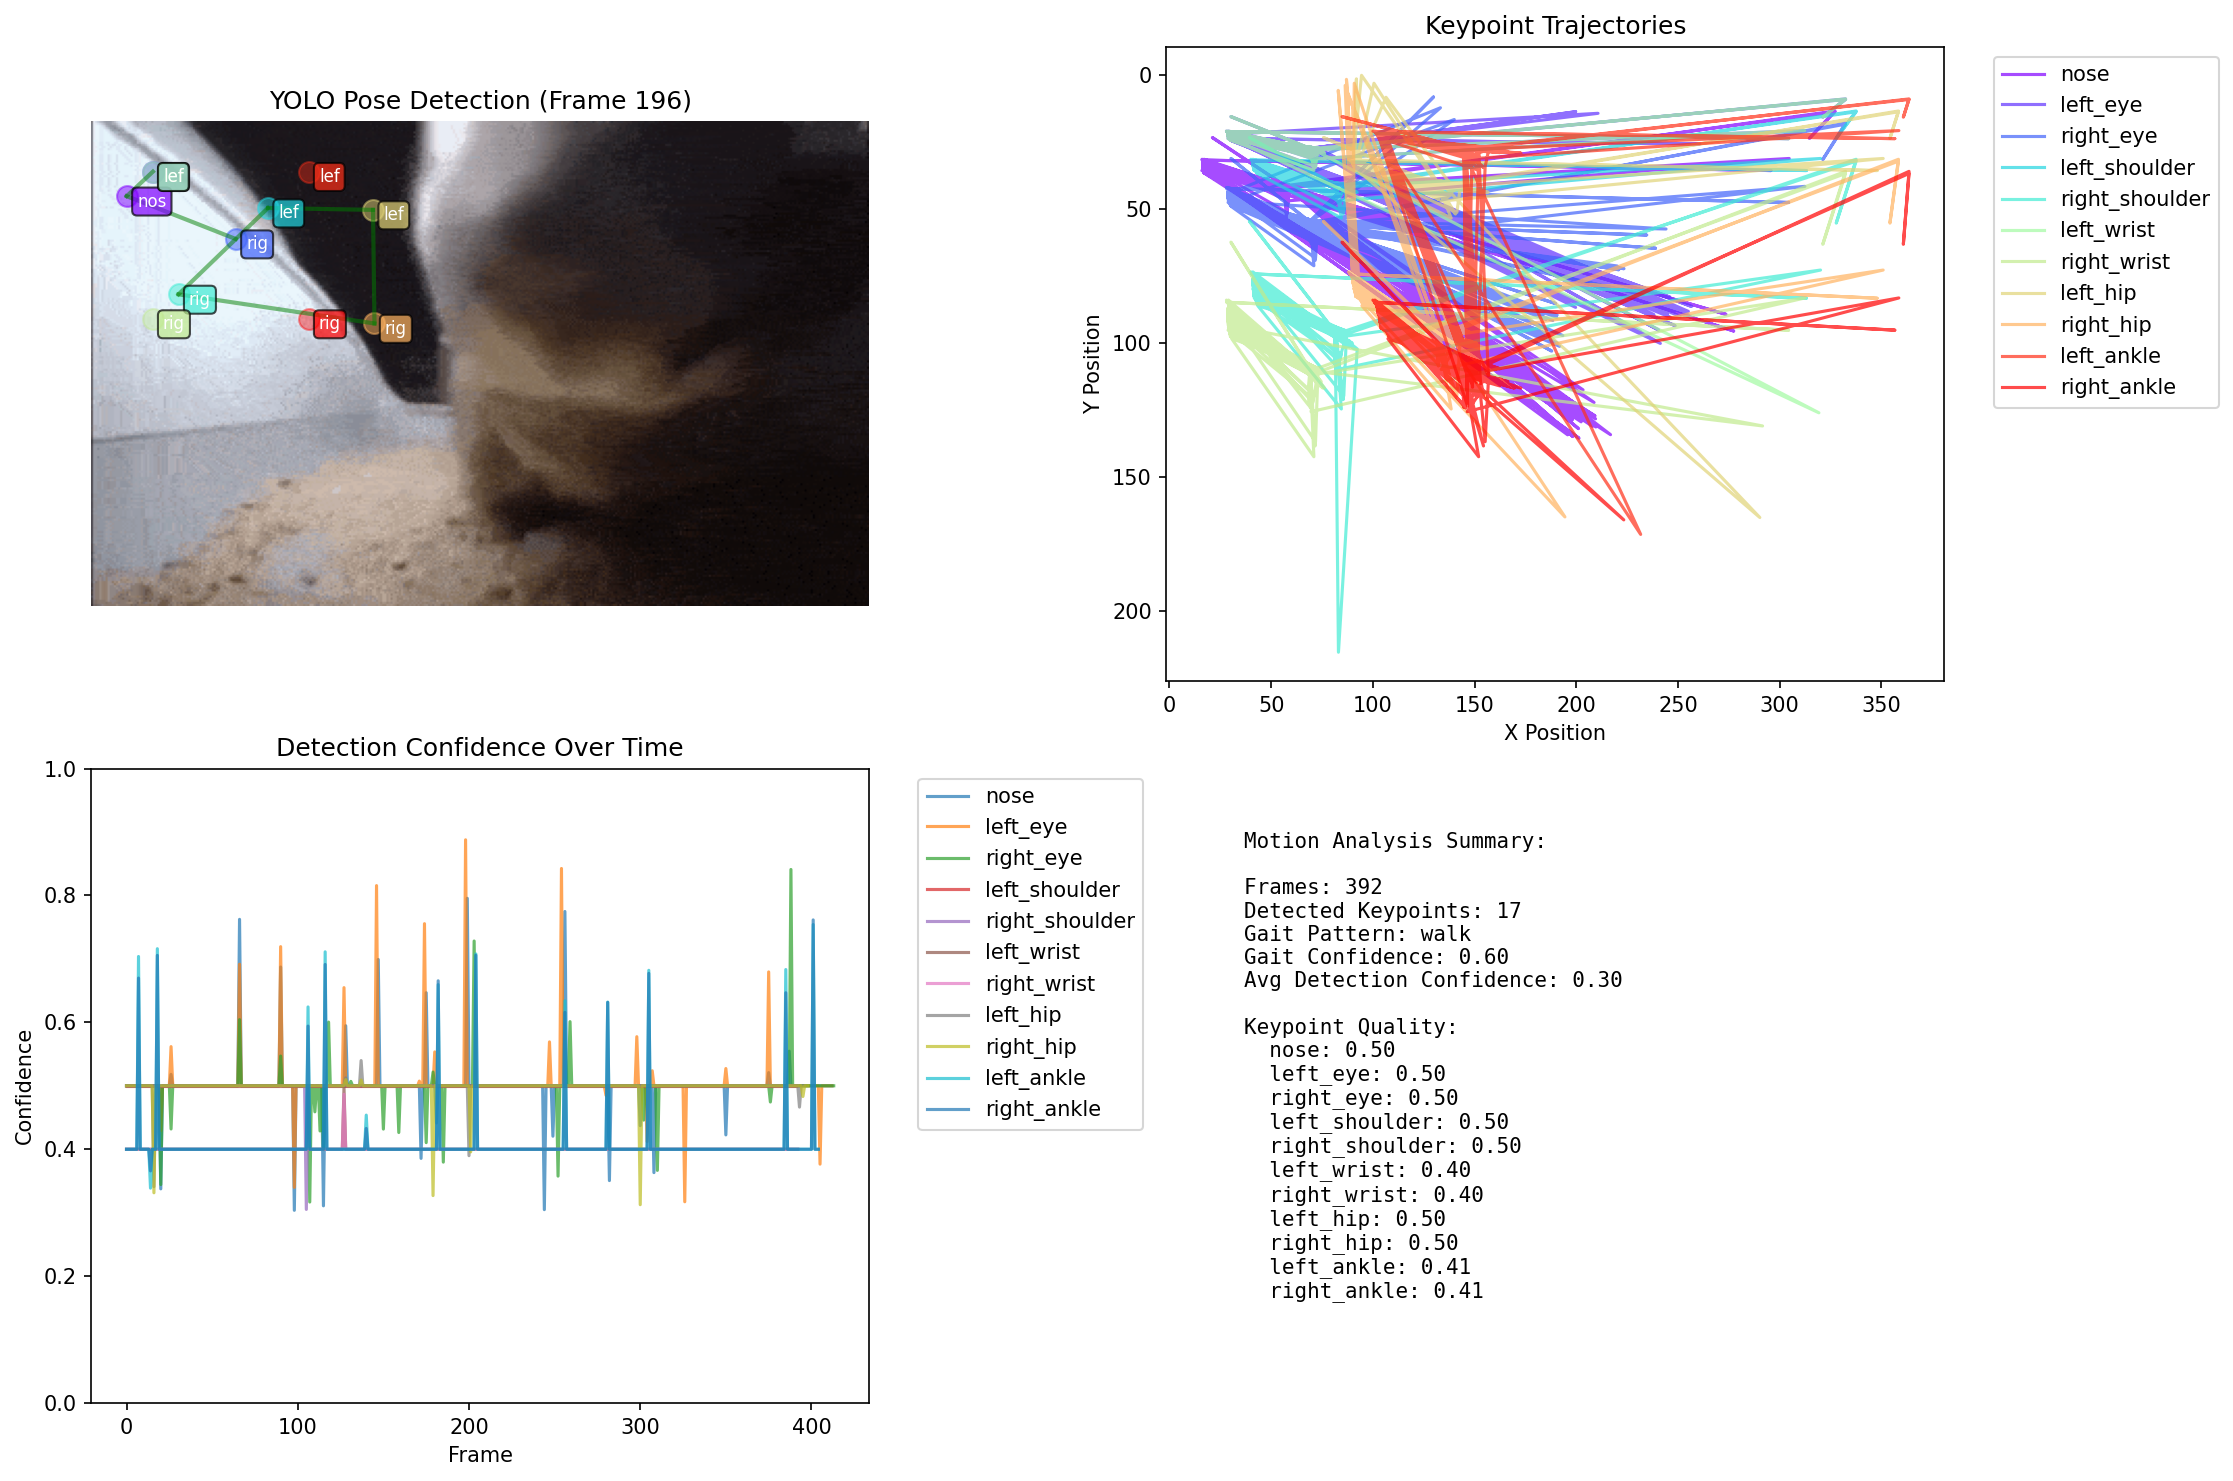 YOLO Pose Detection (Frame 196)
lef
nos
lef
lef
lef
rig
rig
rig
rig
rig
Keypoint Trajectories
0
50
100
150
200
Y Position
0
50
100
150
200
250
300
350
X Position
nose
left_eye
right_eye
left_shoulder
right_shoulder
left_wrist
right_wrist
left_hip
right_hip
left_ankle
right_ankle
Detection Confidence Over Time
1.0
0.8
0.6
0.4
0.2
0.0
Confidence
0
100
200
300
400
Frame
nose
left_eye
right_eye
left_shoulder
right_shoulder
left_wrist
right_wrist
left_hip
right_hip
left_ankle
right_ankle
Motion Analysis Summary:
Frames: 392
Detected Keypoints: 17
Gait Pattern: walk
Gait Confidence: 0.60
Avg Detection Confidence: 0.30
Keypoint Quality:
nose: 0.50
left_eye: 0.50
right_eye: 0.50
left_shoulder: 0.50
right_shoulder: 0.50
left_wrist: 0.40
right_wrist: 0.40
left_hip: 0.50
right_hip: 0.50
left_ankle: 0.41
right_ankle: 0.41